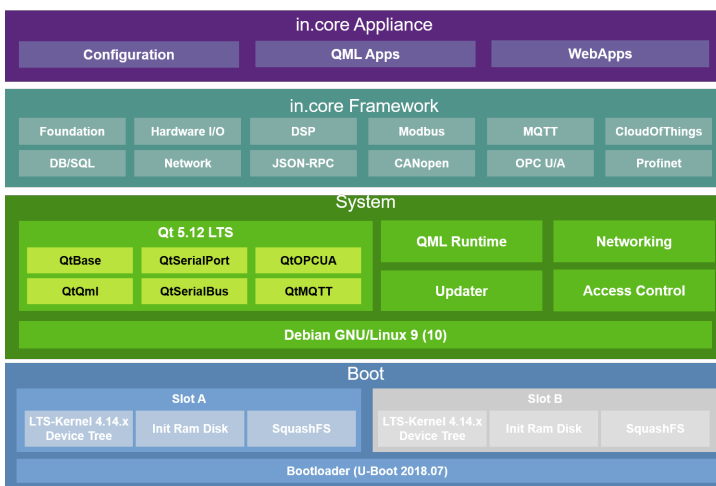 in.core Appliance
Configuration
QML Apps
WebApps
in.core Framework
Foundation
Hardware I/O
DSP
Modbus
MQTT
CloudOfThings
DB/SQL
Network
JSON-RPC
CANopen
OPC U/A
Profinet
System
Qt 5.12 LTS
QtBase
QtSerialPort
QtOPCUA
QtQml
QtSerialBus
QtMQTT
QML Runtime
Networking
Updater
Access Control
Debian GNU/Linux 9 (10)
Boot
Slot A
LTS-Kernel 4.14.x
Device Tree
Init Ram Disk
SquashFS
Slot B
LTS-Kernel 4.14.x
Device Tree
Init Ram Disk
SquashFS
Bootloader (U-Boot 2018.07)